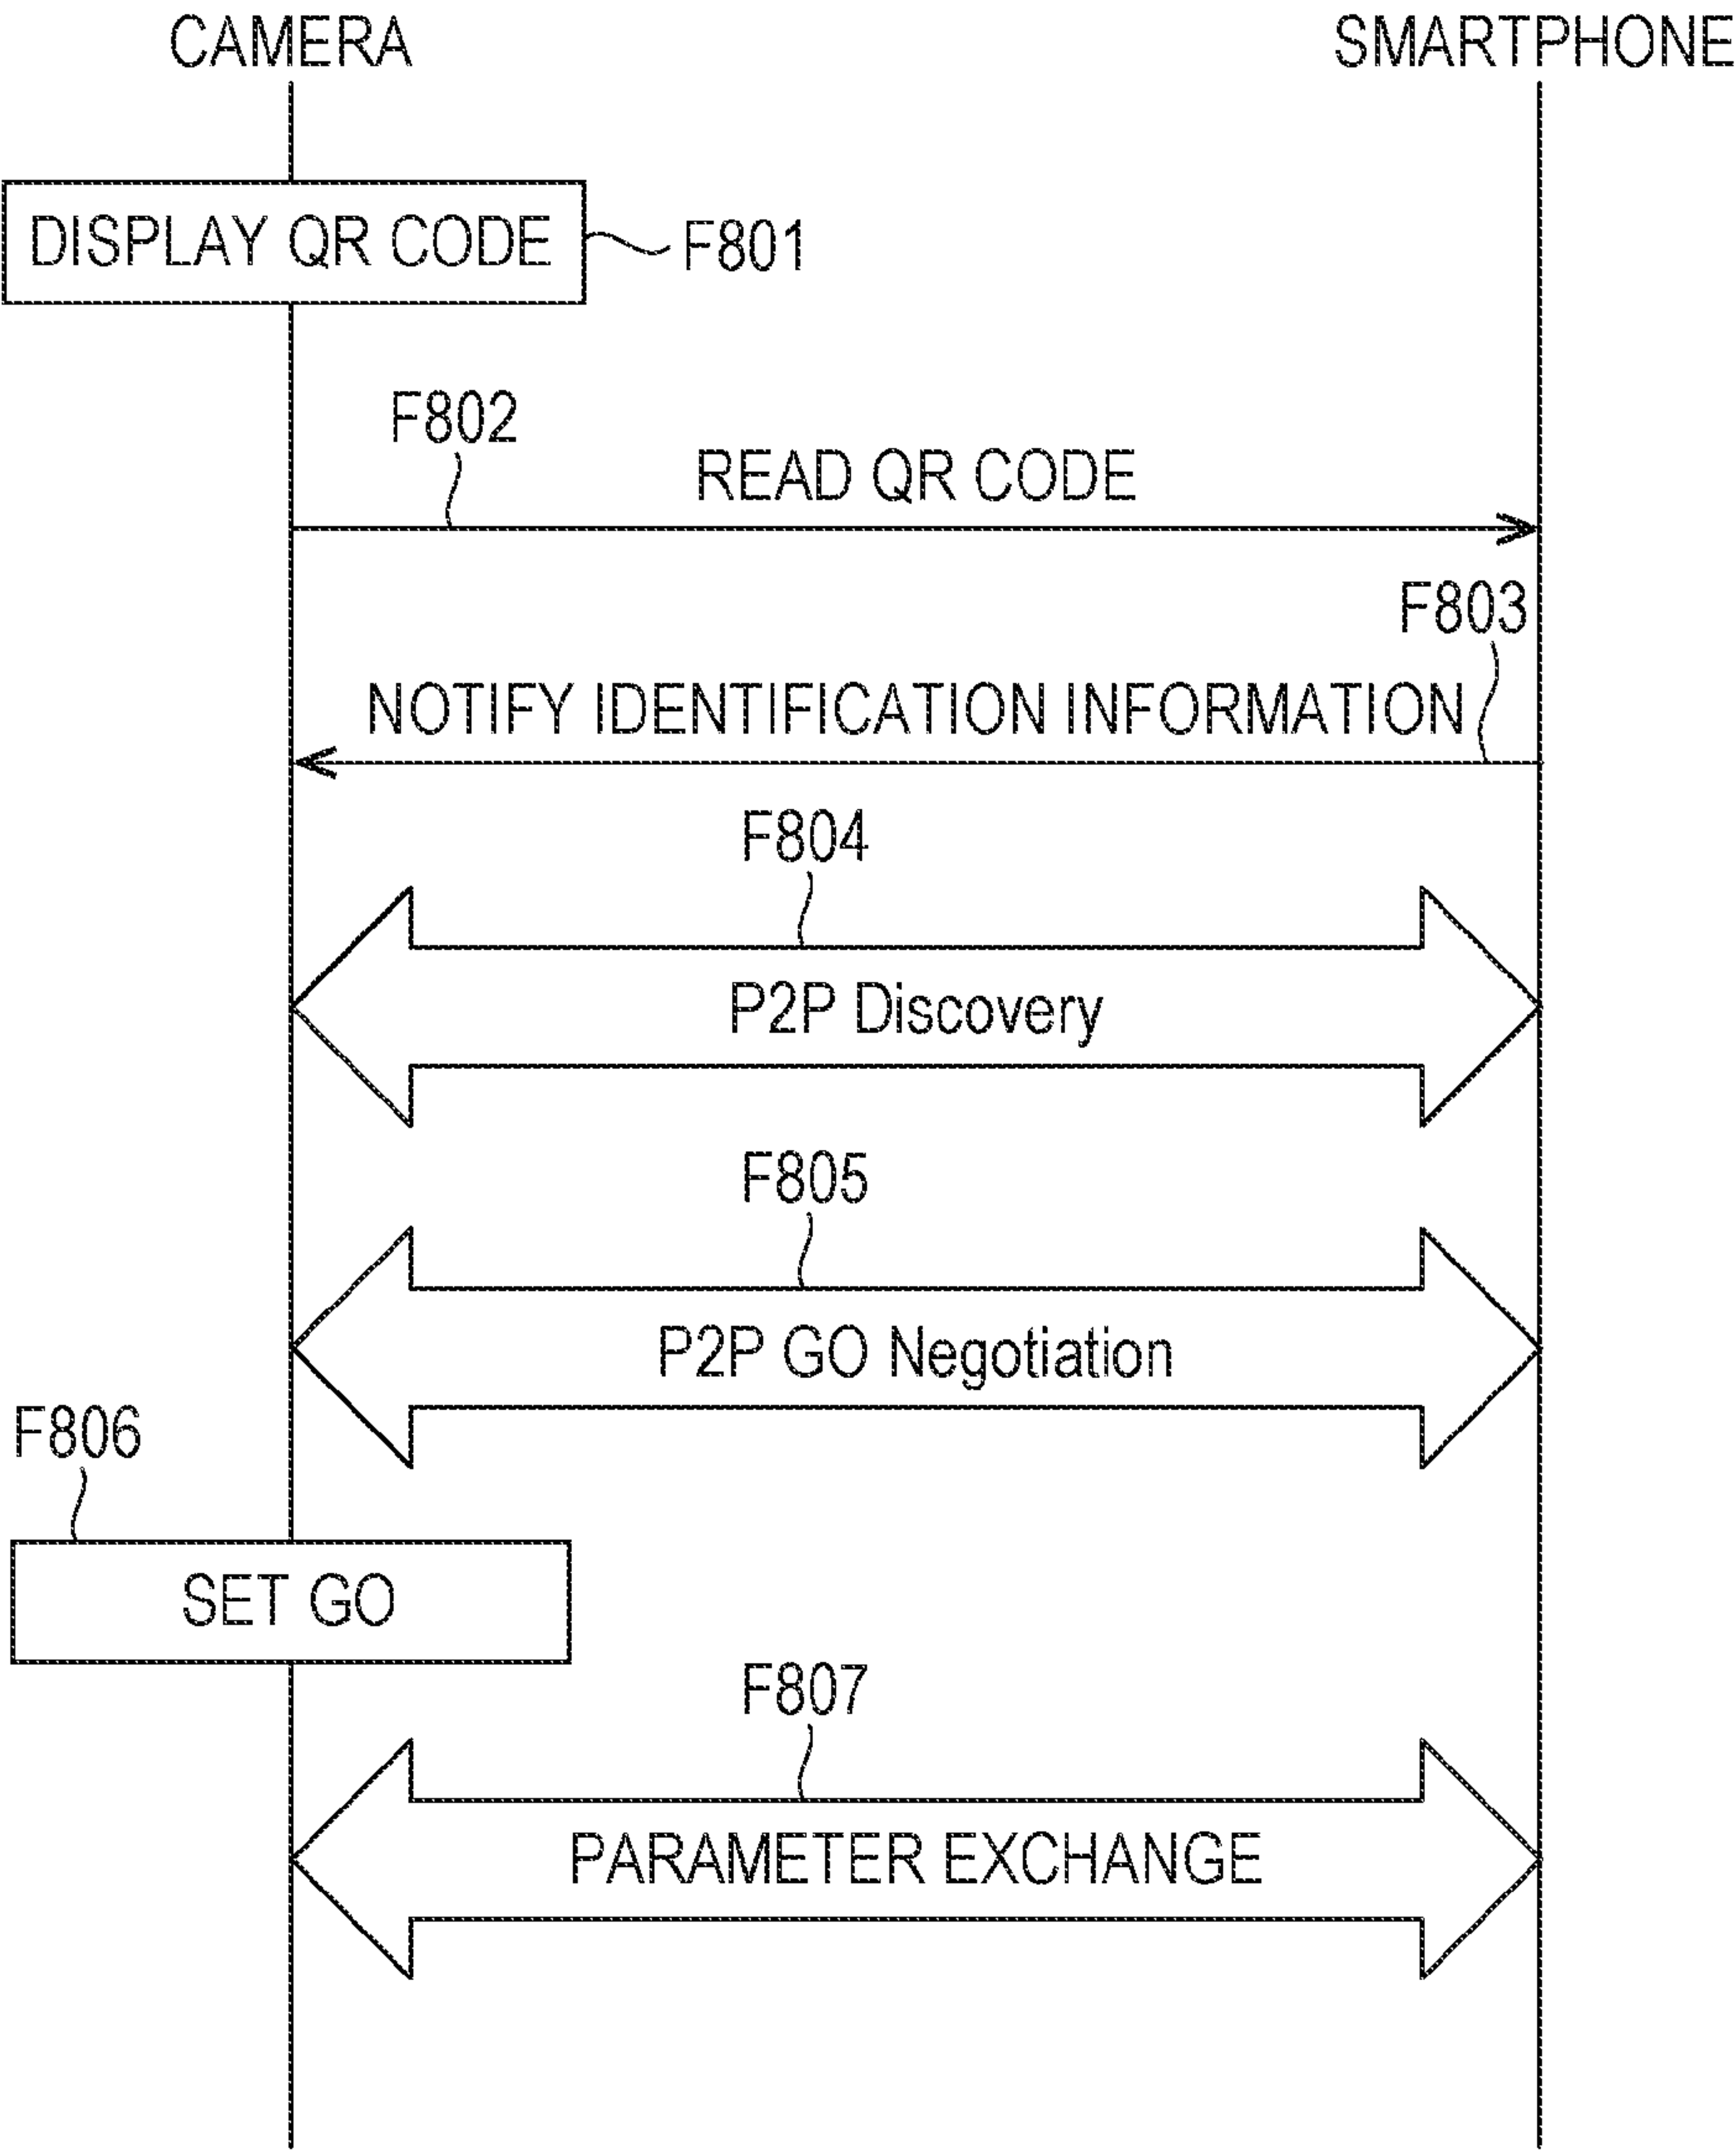 CAMERA
SMARTPHONE
DISPLAY QR CODE
F801
F802
READ QR CODE
F803
NOTIFY IDENTIFICATION INFORMATION
F804
P2P Discovery
F805
P2P GO Negotiation
F806
SET GO
F807
PARAMETER EXCHANGE